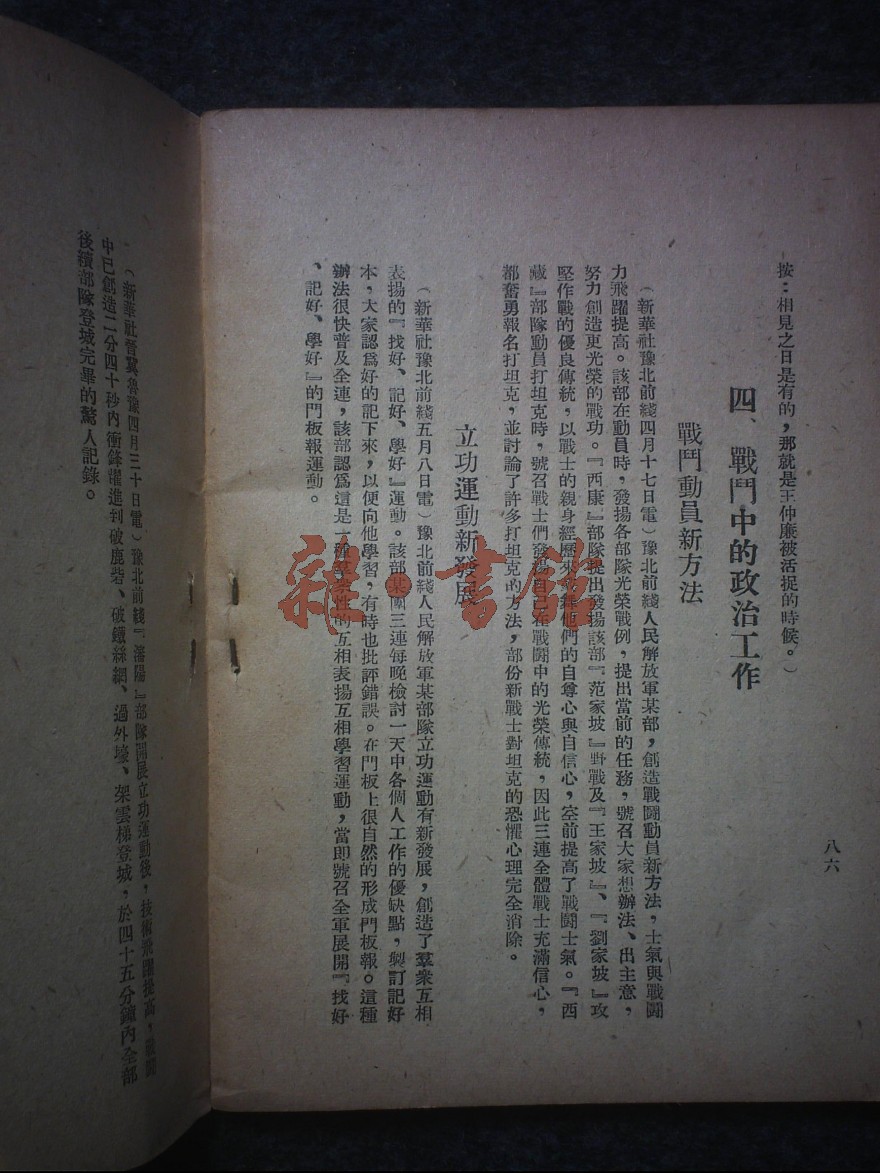 按：相見之日是有的，那就是王仲廉被活捉的時候。）
四、戰鬥中的政治工作
戰鬥動員新方法
（新華社豫北前綫四月十七日電）豫北前綫人民解放軍某部，創造戰鬪動員新方法，士氣與戰鬪
力飛躍提高。該部在動員時，發揚各部隊光榮戰例，提出當前的任務，號召大家想辦法、出主意，
努力創造更光榮的戰功。『西康』部隊提出發揚該部『范家坡』野戰及『王家坡』、『劉家坡』攻
堅作戰的優良傳統，以戰士的親身經歷來鼓舞他們的自尊心與自信心，空前提高了戰鬪士氣。『西
藏』部隊動員打坦克時，號召戰士們發揚自己在戰鬪中的光榮傳統，因此三連全體戰士充滿信心，
都奮勇報名打坦克，並討論了許多打坦克的方法，部份新戰士對坦克的恐懼心理完全消除。
立功運動新發展
（新華社豫北前綫五月八日電）豫北前綫人民解放軍某部隊立功運動有新發展，創造了羣衆互相
表揚的『找好、記好、學好』運動。該部某團三連每晚檢討一天中各個人工作的優缺點，製訂記好
本，大家認爲好的記下來，以便向他學習，有時也批評錯誤。在門板上很自然的形成門板報。這種
辦法很快普及全連，該部認爲這是一種羣衆性的互相表揚互相學習運動，當即號召全軍展開『找好
、記好、學好』的門板報運動。
八六
（新華社晉冀魯豫四月三十日電）豫北前綫『瀋陽』部隊開展立功運動後，技術飛躍提高，戰鬪
中已創造二分四十秒內衝鋒躍進到破鹿砦、破鐵絲網、過外壕、架雲梯登城，於四十五分鐘內全部
後續部隊登城完畢的驚人記錄。
雜·書館